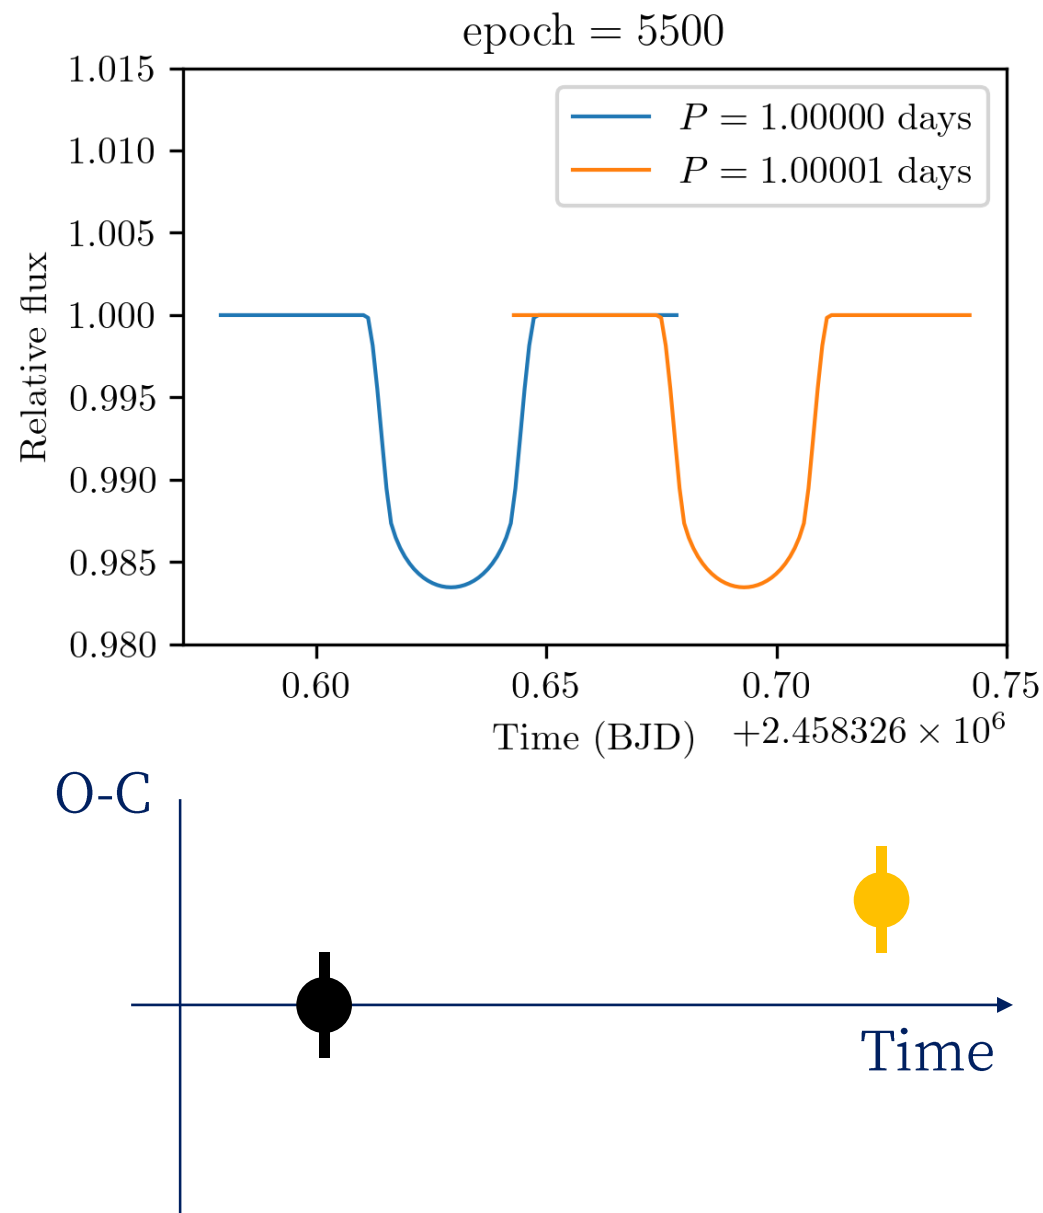 epoch = 5500
1.015
1.010
1.005
1.000
0.995
0.990
0.985
0.980
Relative flux
P = 1.00000 days
P = 1.00001 days
0.60 0.65 0.70 0.75
Time (BJD) +2.458326 × 10⁶
O-C
Time